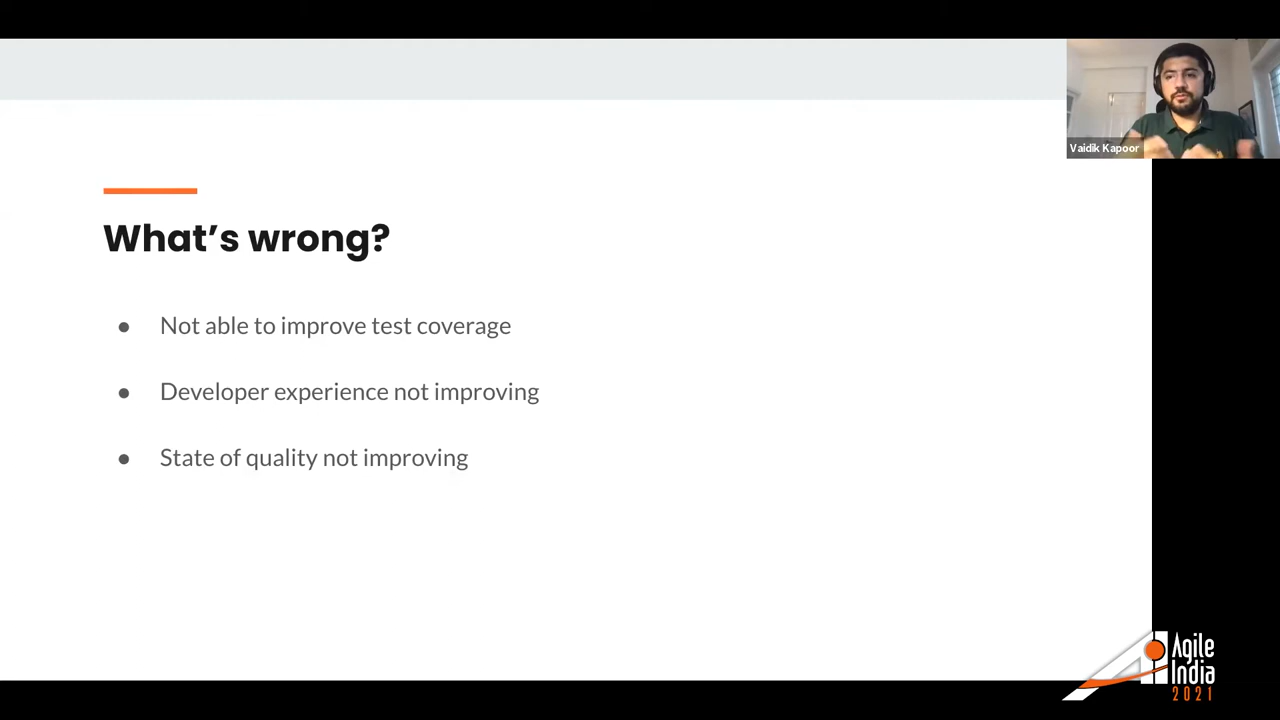 Vaidik Kapoor
What's wrong?
● Not able to improve test coverage
● Developer experience not improving
● State of quality not improving
Agile
India
2021